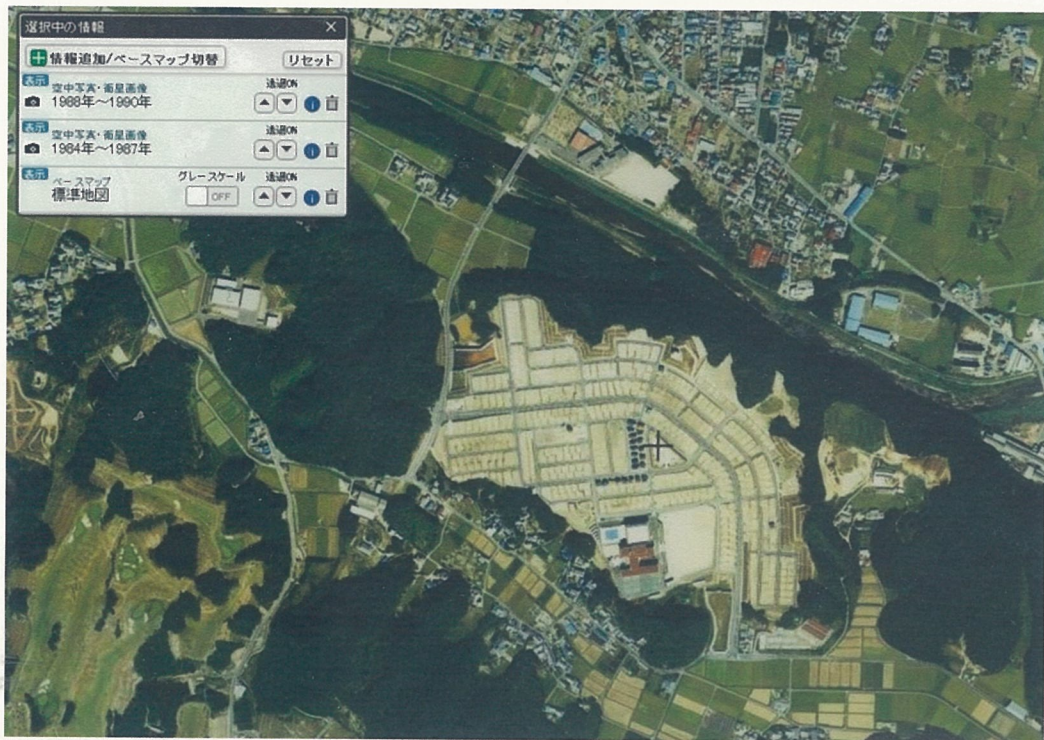 選択中の情報
情報追加/ベースマップ切替
リセット
表示
空中写真・衛星画像
1988年～1990年
透過ON
表示
空中写真・衛星画像
1984年～1987年
透過ON
表示
ベースマップ
標準地図
グレースケール
OFF
透過ON